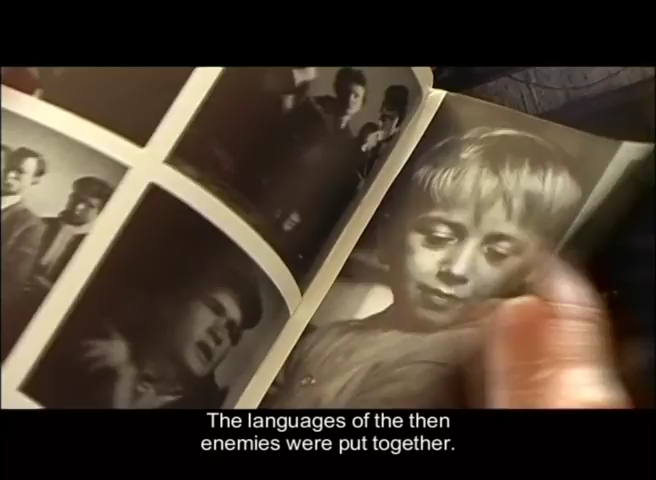 The languages of the then
enemies were put together.